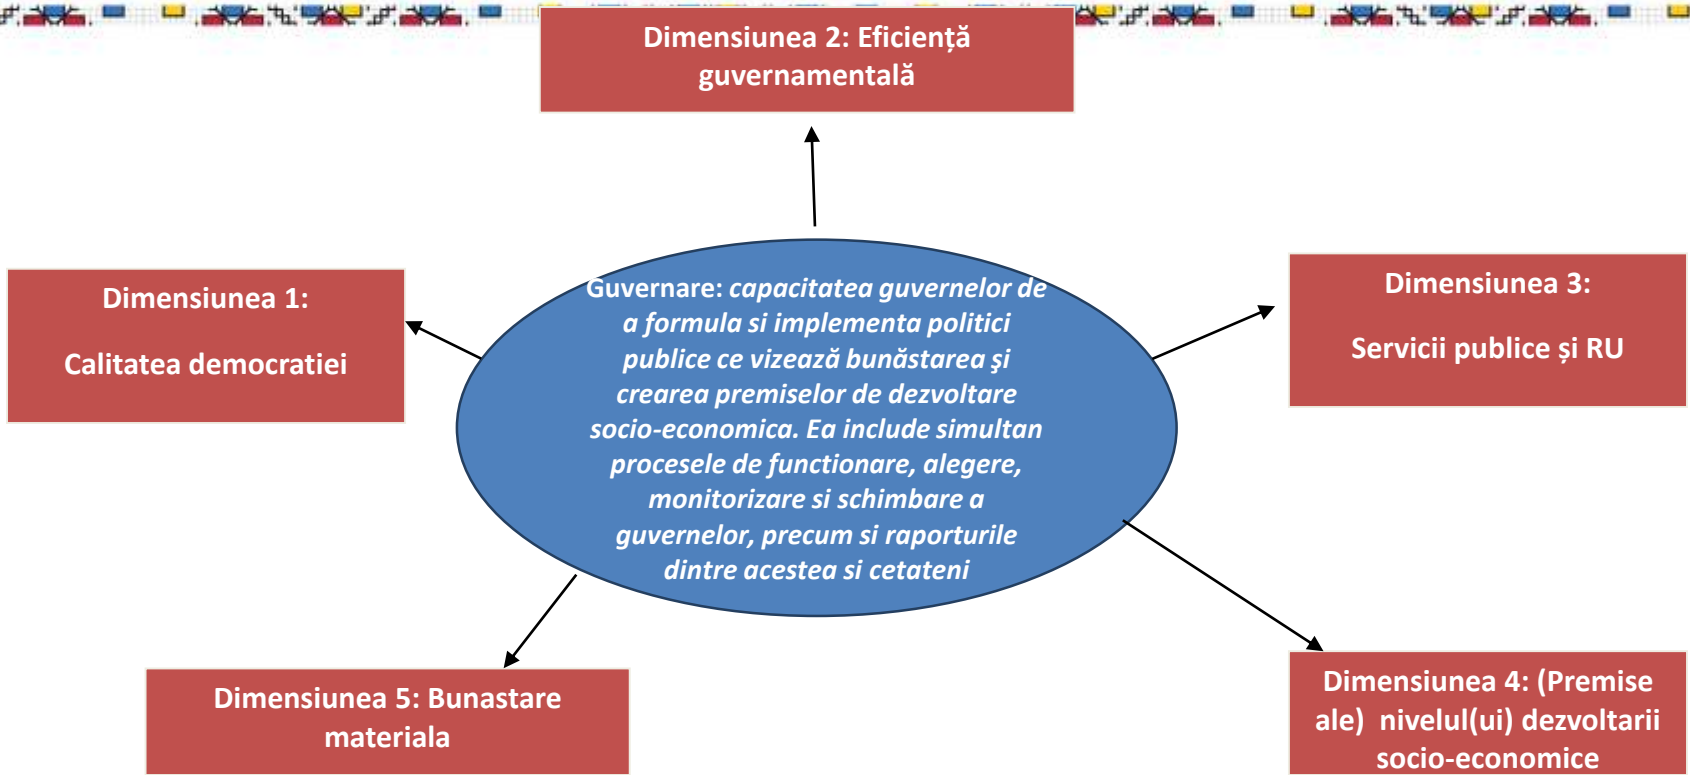 Dimensiunea 2: Eficiență
guvernamentală
Dimensiunea 1:
Calitatea democratiei
Guvernare: capacitatea guvernelor de
a formula si implementa politici
publice ce vizează bunăstarea şi
crearea premiselor de dezvoltare
socio-economica. Ea include simultan
procesele de functionare, alegere,
monitorizare si schimbare a
guvernelor, precum si raporturile
dintre acestea si cetateni
Dimensiunea 3:
Servicii publice și RU
Dimensiunea 5: Bunastare
materiala
Dimensiunea 4: (Premise
ale) nivelul(ui) dezvoltarii
socio-economice